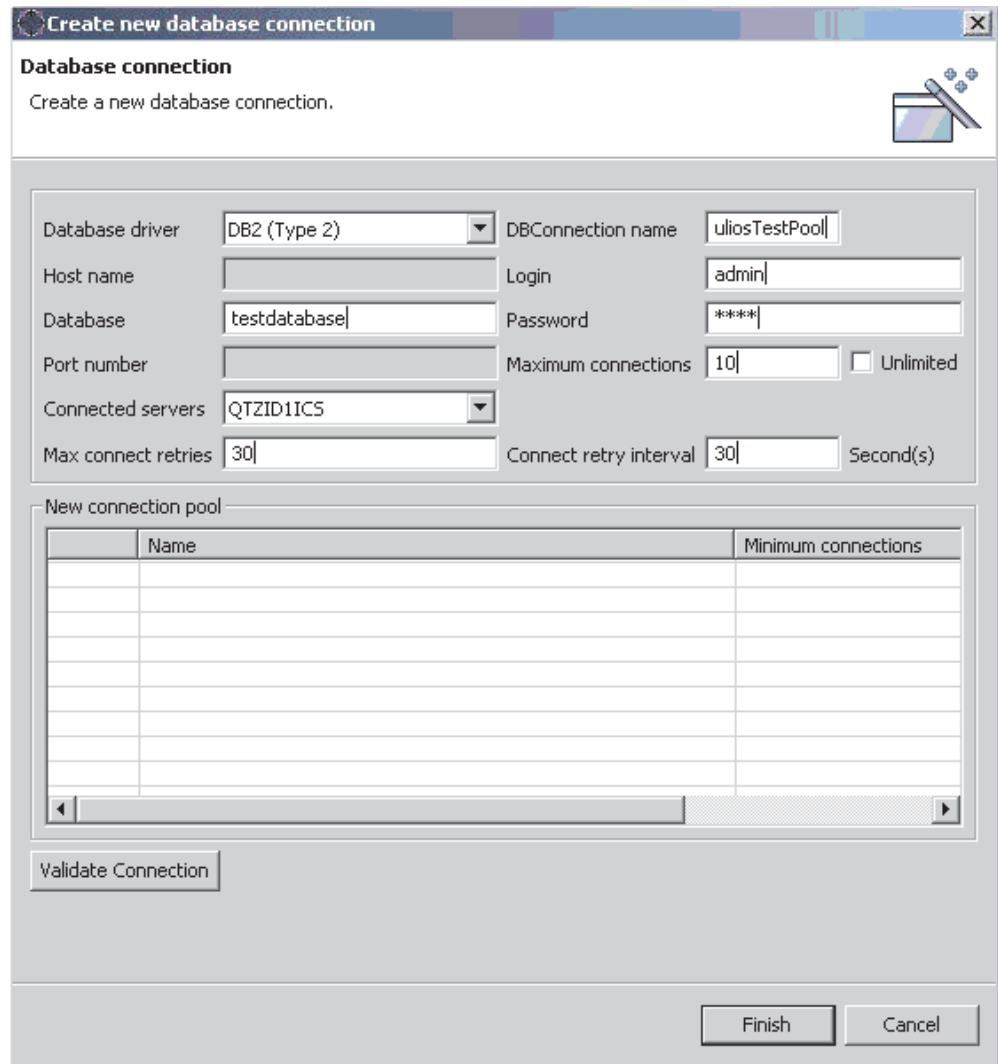 Create new database connection
Database connection
Create a new database connection.
Database driver DB2 (Type 2) DBConnection name uliosTestPool
Host name Login admin
Database testdatabase Password ****
Port number Maximum connections 10 Unlimited
Connected servers QTZID1ICS
Max connect retries 30 Connect retry interval 30 Second(s)
New connection pool
Name Minimum connections
Validate Connection
Finish Cancel